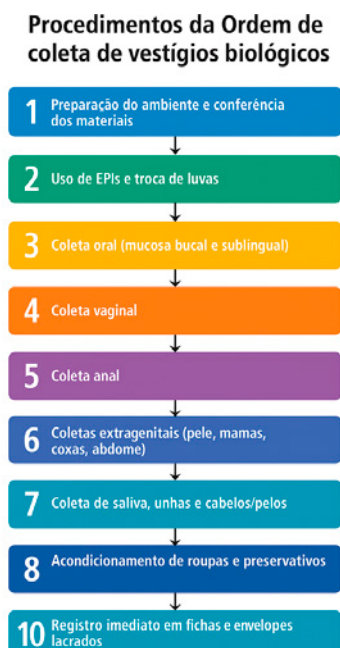 Procedimentos da Ordem de
coleta de vestígios biológicos
1 Preparação do ambiente e conferência
dos materiais
2 Uso de EPIs e troca de luvas
3 Coleta oral (mucosa bucal e sublingual)
4 Coleta vaginal
5 Coleta anal
6 Coletas extragenitais (pele, mamas,
coxas, abdome)
7 Coleta de saliva, unhas e cabelos/pelos
8 Acondicionamento de roupas e preservativos
10 Registro imediato em fichas e envelopes
lacrados